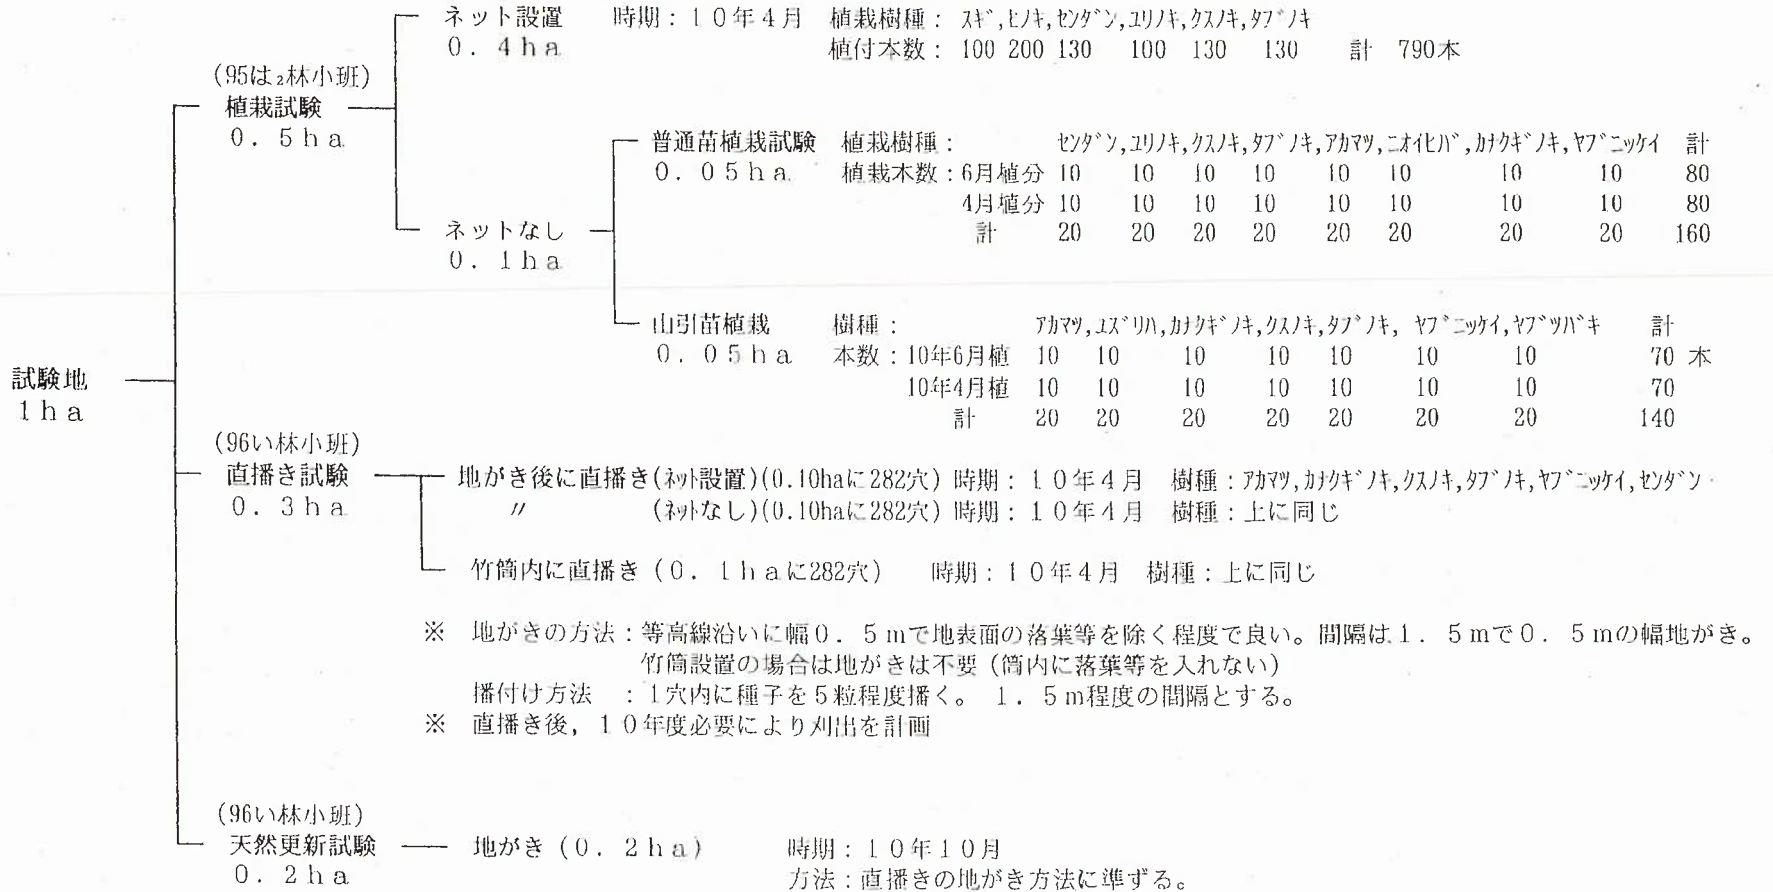 ネット設置　時期：１０年４月　植栽樹種： ｽｷﾞ,ﾋﾉｷ,ｾﾝﾀﾞﾝ,ﾕﾘﾉｷ,ｸｽﾉｷ,ﾀﾌﾞﾉｷ
０．４ｈａ　植付本数： 100 200 130 100 130 130 計 790本
(95は₂林小班)
植栽試験
０．５ｈａ
普通苗植栽試験　植栽樹種： ｾﾝﾀﾞﾝ,ﾕﾘﾉｷ,ｸｽﾉｷ,ﾀﾌﾞﾉｷ,ｱｶﾏﾂ,ﾆｵｲﾋﾊﾞ,ｶﾅｸｷﾞﾉｷ,ﾔﾌﾞﾆｯｹｲ 計
０．０５ｈａ　植栽本数：6月植分 10 10 10 10 10 10 10 10 80
4月植分 10 10 10 10 10 10 10 10 80
ネットなし
計 20 20 20 20 20 20 20 20 160
０．１ｈａ
山引苗植栽　樹種： ｱｶﾏﾂ,ﾕｽﾞﾘﾊ,ｶﾅｸｷﾞﾉｷ,ｸｽﾉｷ,ﾀﾌﾞﾉｷ, ﾔﾌﾞﾆｯｹｲ,ﾔﾌﾞﾂﾊﾞｷ 計
０．０５ｈａ　本数：10年6月植 10 10 10 10 10 10 10 70 本
10年4月植 10 10 10 10 10 10 10 70
計 20 20 20 20 20 20 20 140
試験地
１ｈａ
(96い林小班)
直播き試験
０．３ｈａ
地がき後に直播き(ﾈｯﾄ設置)(0.10haに282穴) 時期：１０年４月　樹種：ｱｶﾏﾂ,ｶﾅｸｷﾞﾉｷ,ｸｽﾉｷ,ﾀﾌﾞﾉｷ,ﾔﾌﾞﾆｯｹｲ,ｾﾝﾀﾞﾝ
〃　(ﾈｯﾄなし)(0.10haに282穴) 時期：１０年４月　樹種：上に同じ
竹筒内に直播き（０．１ｈａに282穴）　時期：１０年４月　樹種：上に同じ
※　地がきの方法：等高線沿いに幅０．５ｍで地表面の落葉等を除く程度で良い。間隔は１．５ｍで０．５ｍの幅地がき。
竹筒設置の場合は地がきは不要（筒内に落葉等を入れない）
播付け方法　：１穴内に種子を５粒程度播く。　１．５ｍ程度の間隔とする。
※　直播き後，１０年度必要により刈出を計画
(96い林小班)
天然更新試験
０．２ｈａ
地がき（０．２ｈａ）　時期：１０年１０月
方法：直播きの地がき方法に準ずる。